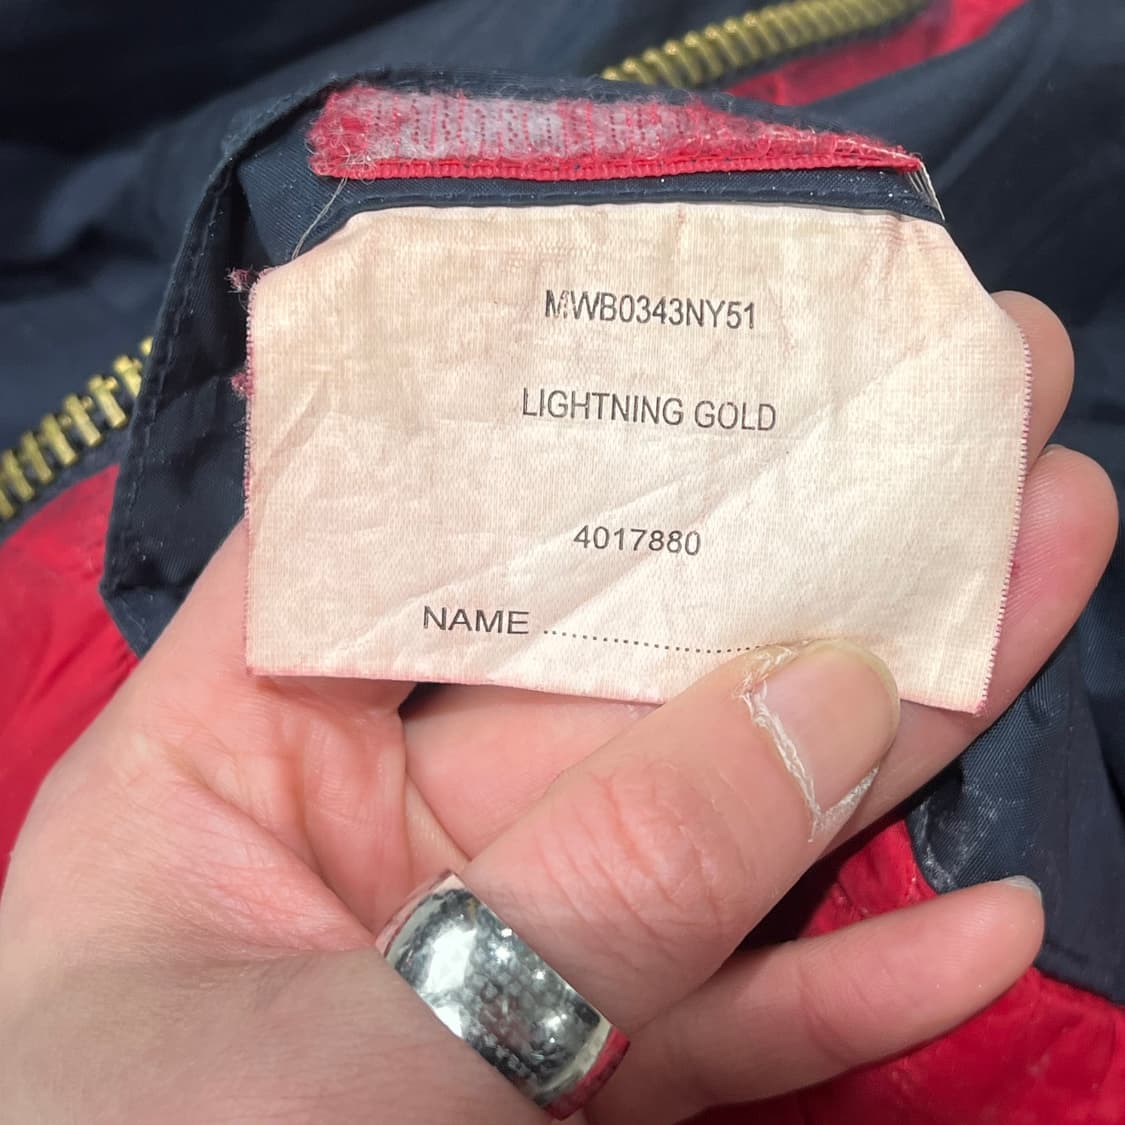 MWB0343NY51
LIGHTNING GOLD
4017880
NAME ........................